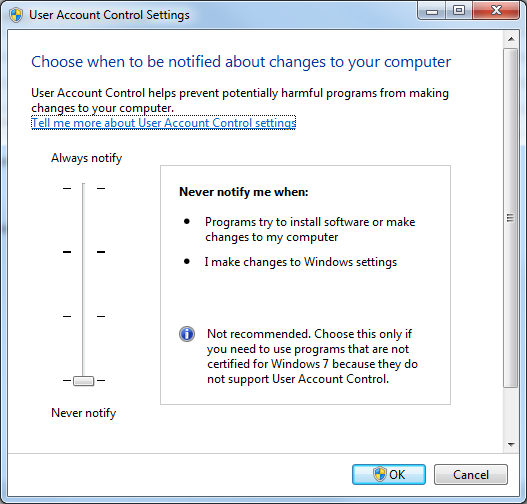 User Account Control Settings
Choose when to be notified about changes to your computer
User Account Control helps prevent potentially harmful programs from making
changes to your computer.
Tell me more about User Account Control settings
Always notify
Never notify me when:
Programs try to install software or make
changes to my computer
I make changes to Windows settings
Not recommended. Choose this only if
you need to use programs that are not
certified for Windows 7 because they do
not support User Account Control.
Never notify
OK
Cancel